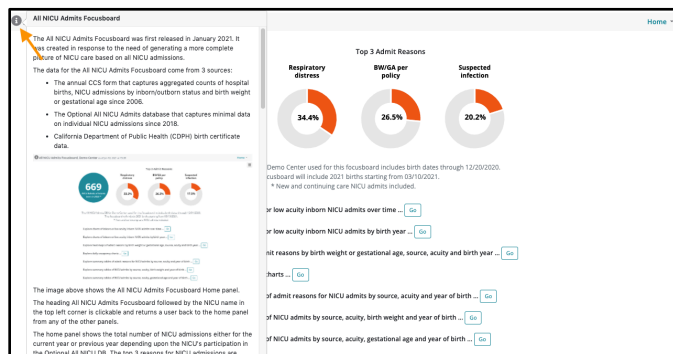 All NICU Admits Focusboard
Home
The All NICU Admits Focusboard was first released in January 2021. It
was created in response to the need of generating a more complete
picture of NICU care based on all NICU admissions.
The data for the All NICU Admits Focusboard come from 3 sources:
• The annual CCS form that captures aggregated counts of hospital
births, NICU admissions by inborn/outborn status and birth weight
or gestational age since 2006.
• The Optional All NICU Admits database that captures minimal data
on individual NICU admissions since 2018.
• California Department of Public Health (CDPH) birth certificate
data.
669
The image above shows the All NICU Admits Focusboard Home panel.
The heading All NICU Admits Focusboard followed by the NICU name in
the top left corner is clickable and returns a user back to the home panel
from any of the other panels.
The home panel shows the total number of NICU admissions either for the
current year or previous year depending upon the NICU's participation in
the Optional All NICU DB. The top 3 reasons for NICU admissions are
Top 3 Admit Reasons
Respiratory
distress
34.4%
BW/GA per
policy
26.5%
Suspected
infection
20.2%
Demo Center used for this focusboard includes birth dates through 12/20/2020.
cusboard will include 2021 births starting from 03/10/2021.
* New and continuing care NICU admits included.
or low acuity inborn NICU admits over time ... Go
or low acuity inborn NICU admits by birth year ... Go
mit reasons by birth weight or gestational age, source, acuity and birth year ... Go
charts ... Go
of admit reasons for NICU admits by source, acuity and year of birth ... Go
of NICU admits by source, acuity, birth weight and year of birth ... Go
of NICU admits by source, acuity, gestational age and year of birth ... Go